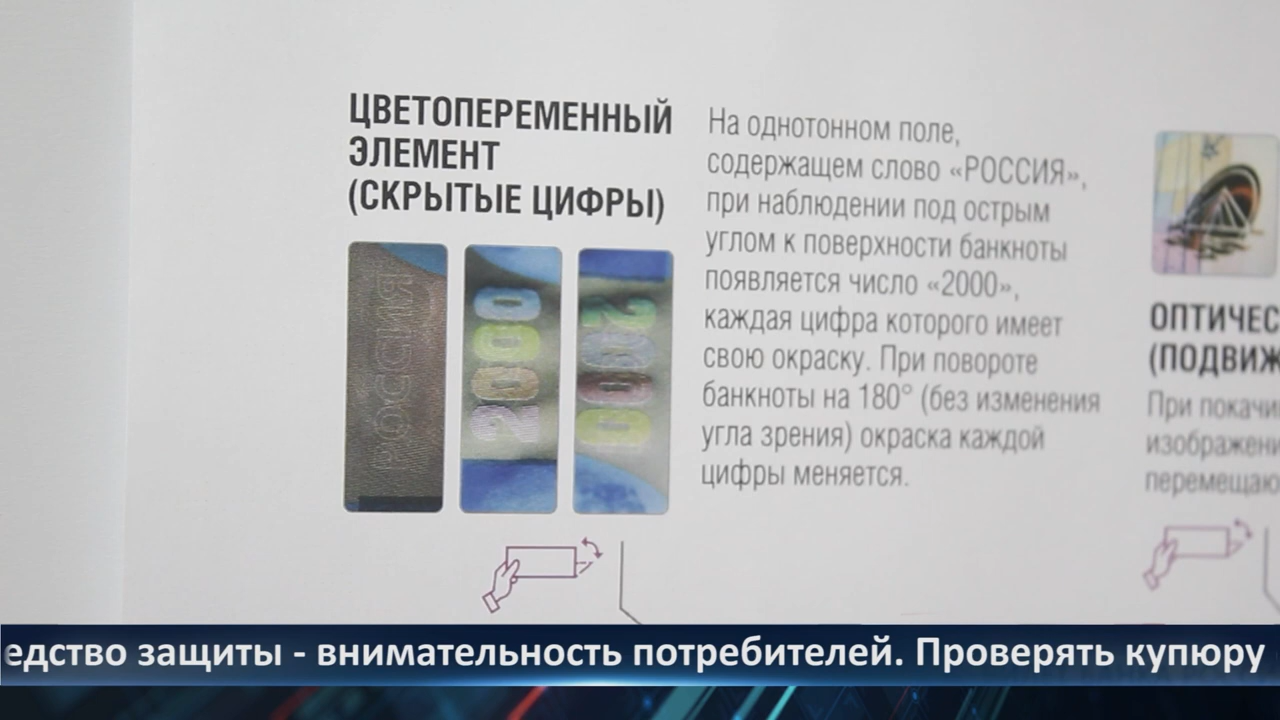 ЦВЕТОПЕРЕМЕННЫЙ
ЭЛЕМЕНТ
(СКРЫТЫЕ ЦИФРЫ)
РОССИЯ
2000
2000
На однотонном поле,
содержащем слово «РОССИЯ»,
при наблюдении под острым
углом к поверхности банкноты
появляется число «2000»,
каждая цифра которого имеет
свою окраску. При повороте
банкноты на 180° (без изменения
угла зрения) окраска каждой
цифры меняется.
ОПТИЧЕС
(ПОДВИЖ
При покачи
изображени
перемещаю
едство защиты - внимательность потребителей. Проверять купюру